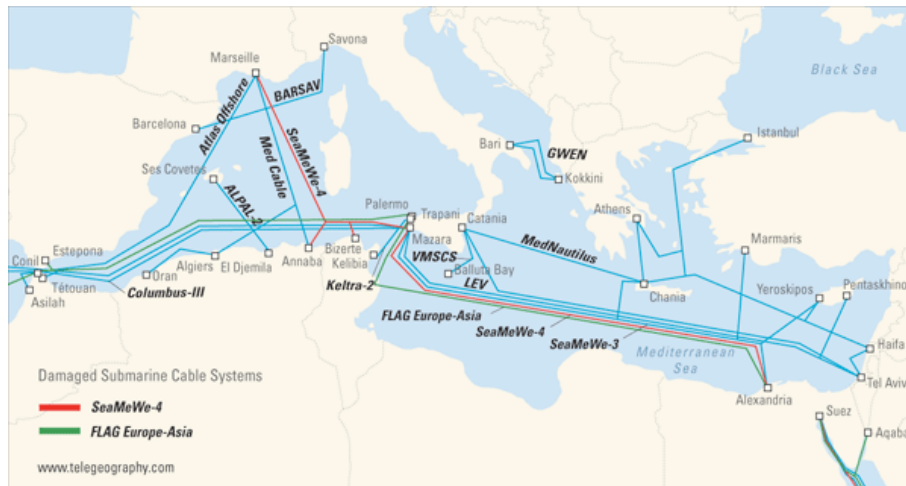 Savona
Marseille
Black Sea
BARSAV
Atlas Offshore
Barcelona
SeaMeWe-4
Med Cable
Istanbul
Bari
GWEN
Ses Covetes
Kokkini
ALPAL-2
Palermo
Trapani
Catania
Athens
Mazara
Marmaris
Estepona
Conil
Bizerte
MedNautilus
Annaba
Kelibia
VMSCS
Algiers
El Djemila
Balluta Bay
Oran
Yeroskipos
Pentaskhino
Tétouan
Keltra-2
LEV
Chania
Asilah
Columbus-III
FLAG Europe-Asia
SeaMeWe-4
SeaMeWe-3
Haifa
Mediterranean
Sea
Damaged Submarine Cable Systems
Tel Aviv
Alexandria
SeaMeWe-4
Suez
FLAG Europe-Asia
Aqaba
www.telegeography.com